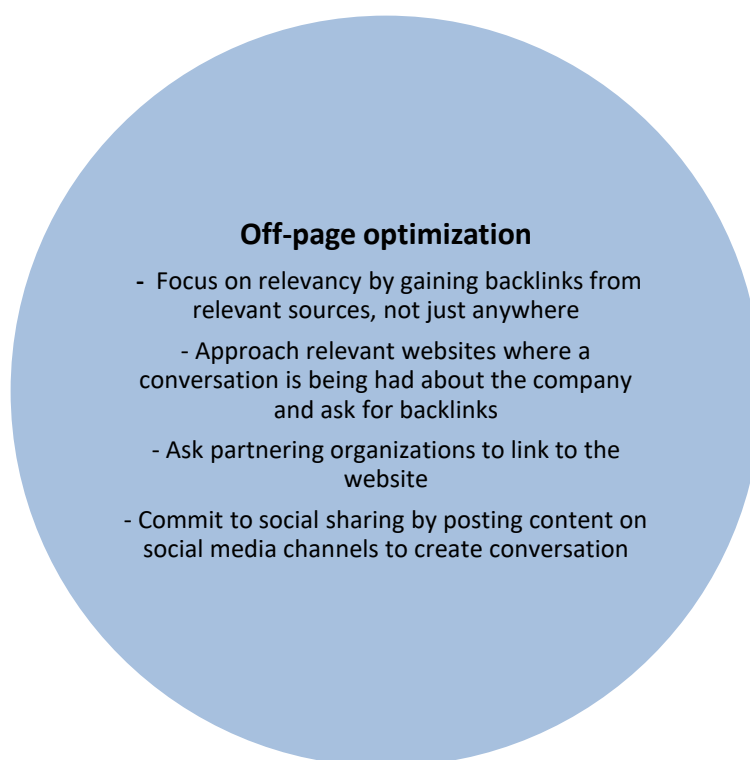 Off-page optimization
- Focus on relevancy by gaining backlinks from
relevant sources, not just anywhere
- Approach relevant websites where a
conversation is being had about the company
and ask for backlinks
- Ask partnering organizations to link to the
website
- Commit to social sharing by posting content on
social media channels to create conversation